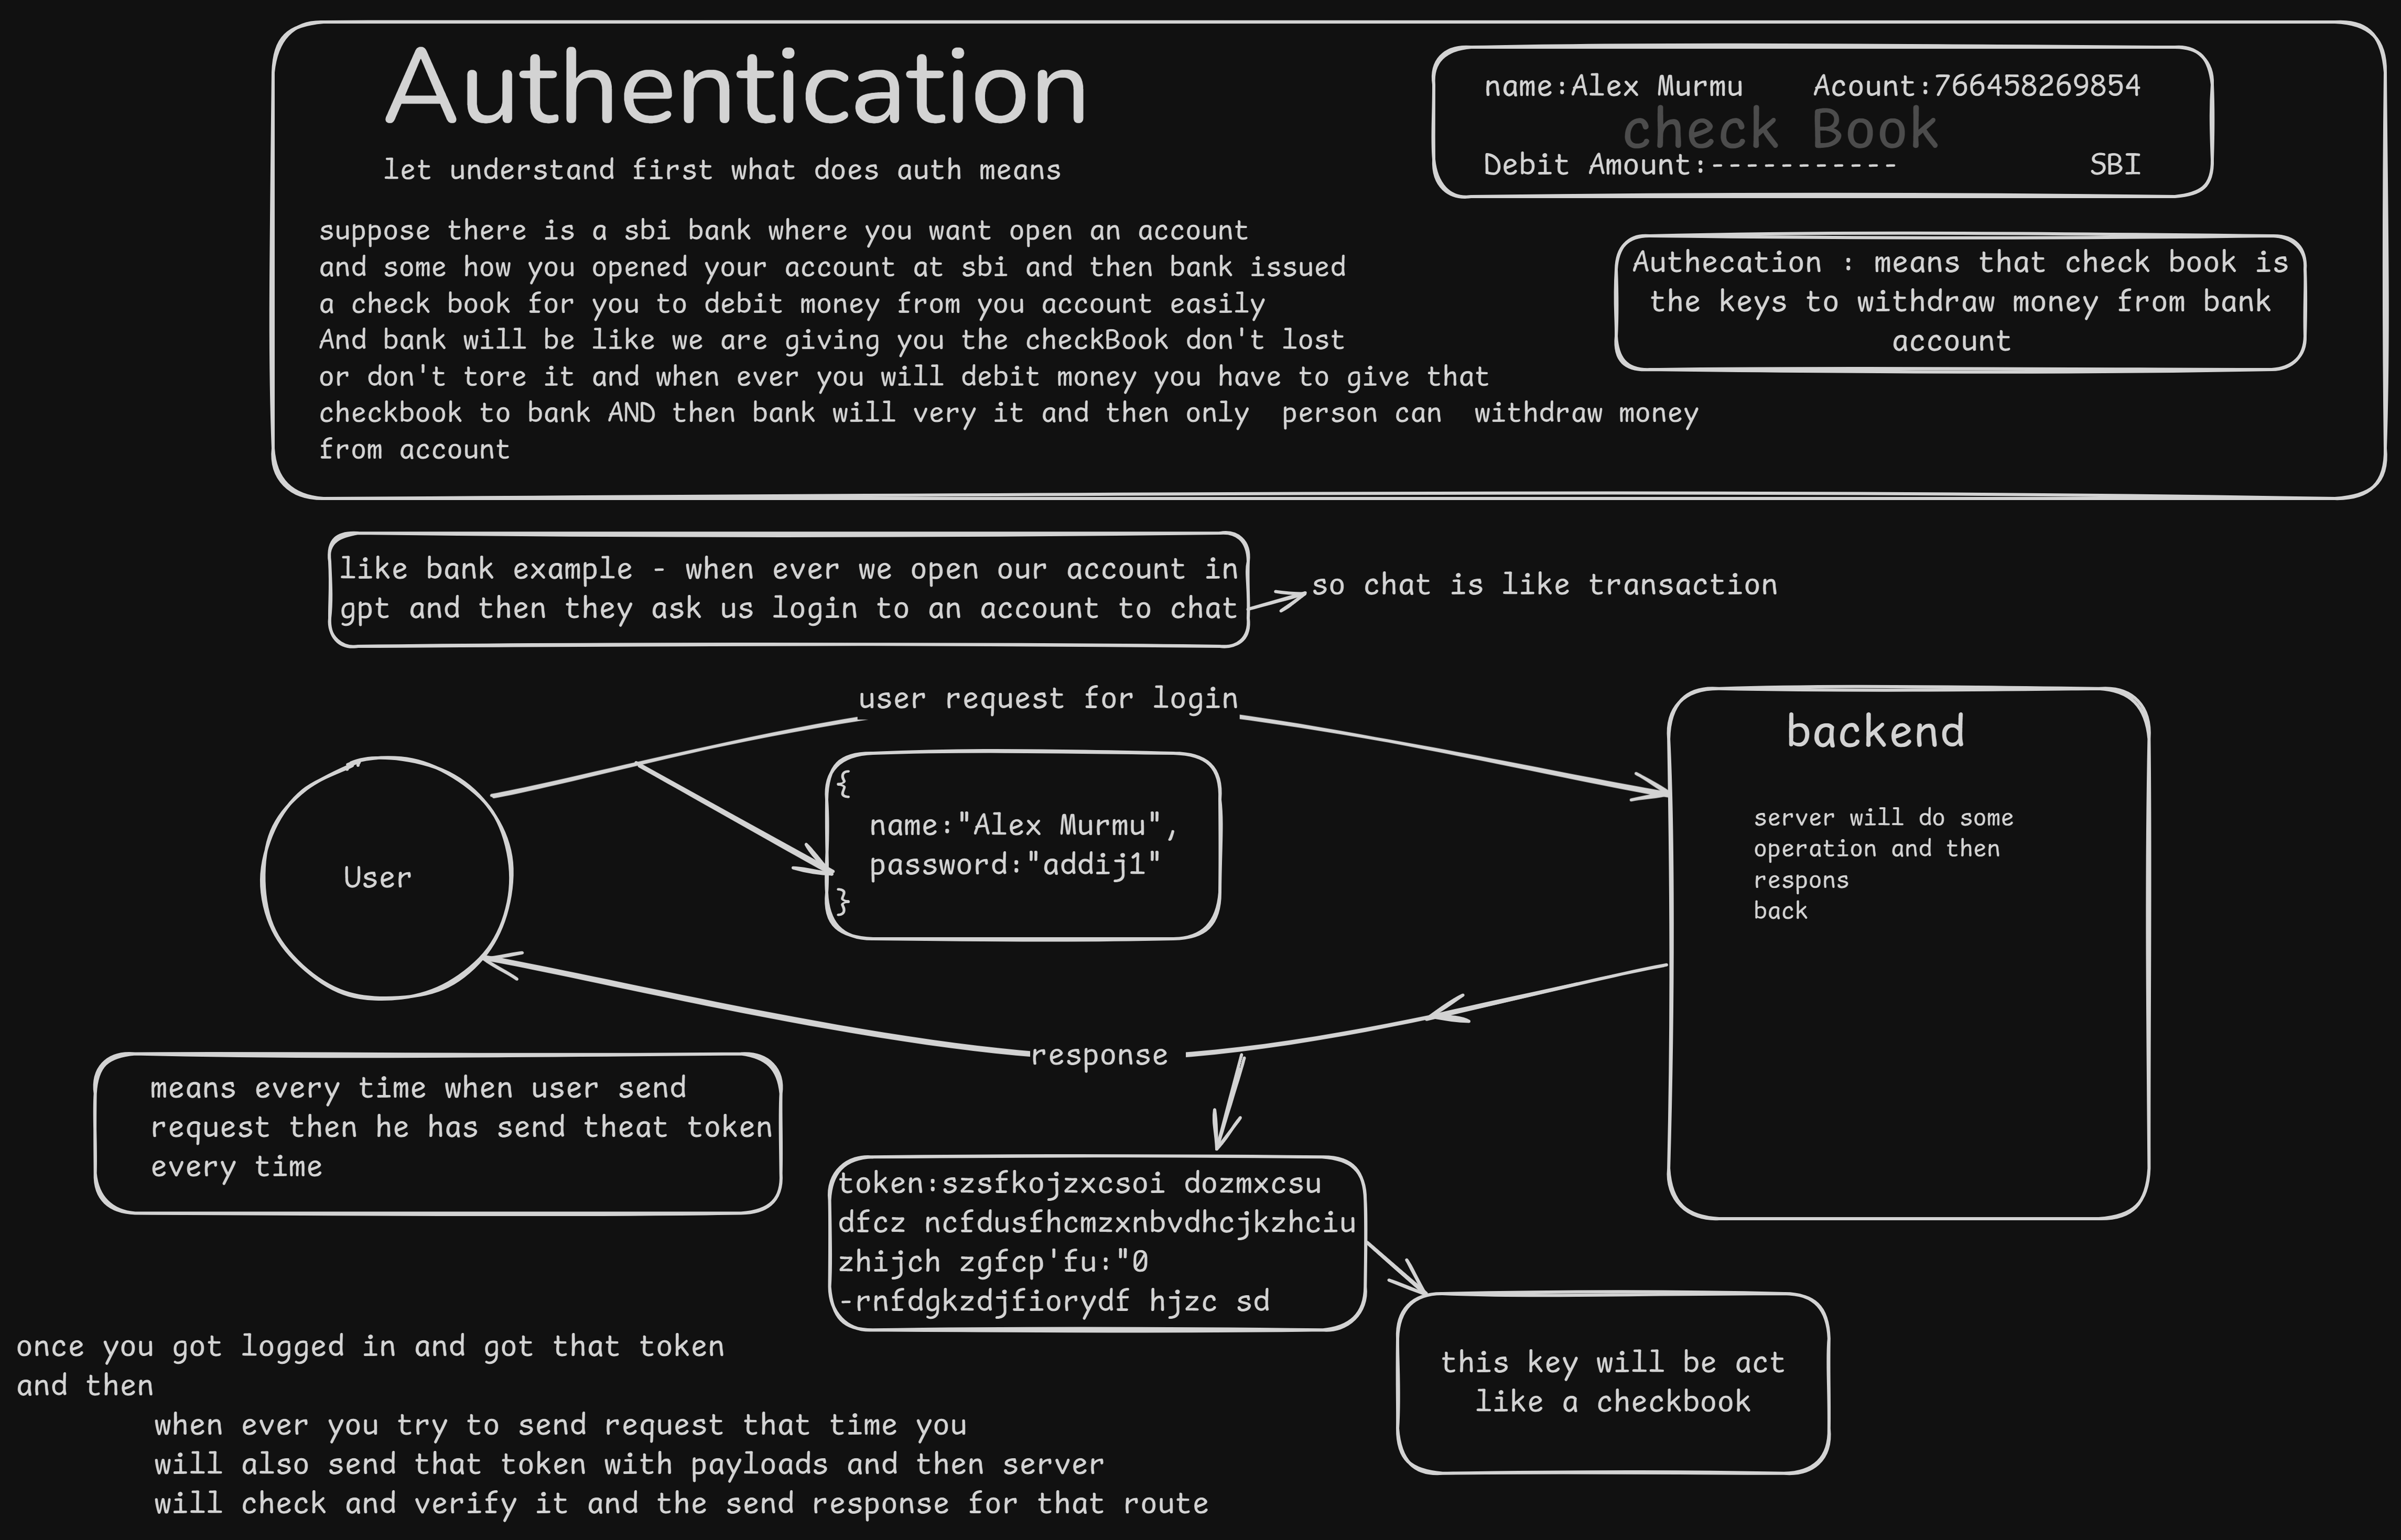 Authentication
let understand first what does auth means
suppose there is a sbi bank where you want open an account
and some how you opened your account at sbi and then bank issued
a check book for you to debit money from you account easily
And bank will be like we are giving you the checkBook don't lost
or don't tore it and when ever you will debit money you have to give that
checkbook to bank AND then bank will very it and then only  person can  withdraw money
from account
name:Alex Murmu    Acount:766458269854
check Book
Debit Amount:-----------    SBI
Authecation : means that check book is
the keys to withdraw money from bank
account
like bank example - when ever we open our account in
gpt and then they ask us login to an account to chat
so chat is like transaction
user request for login
User
{
name:"Alex Murmu",
password:"addij1"
}
backend
server will do some
operation and then
respons
back
response
means every time when user send
request then he has send theat token
every time
token:szsfkojzxcsoi dozmxcsu
dfcz ncfdusfhcmzxnbvdhcjkzhciu
zhijch zgfcp'fu:"0
-rnfdgkzdjfiorydf hjzc sd
this key will be act
like a checkbook
once you got logged in and got that token
and then
when ever you try to send request that time you
will also send that token with payloads and then server
will check and verify it and the send response for that route